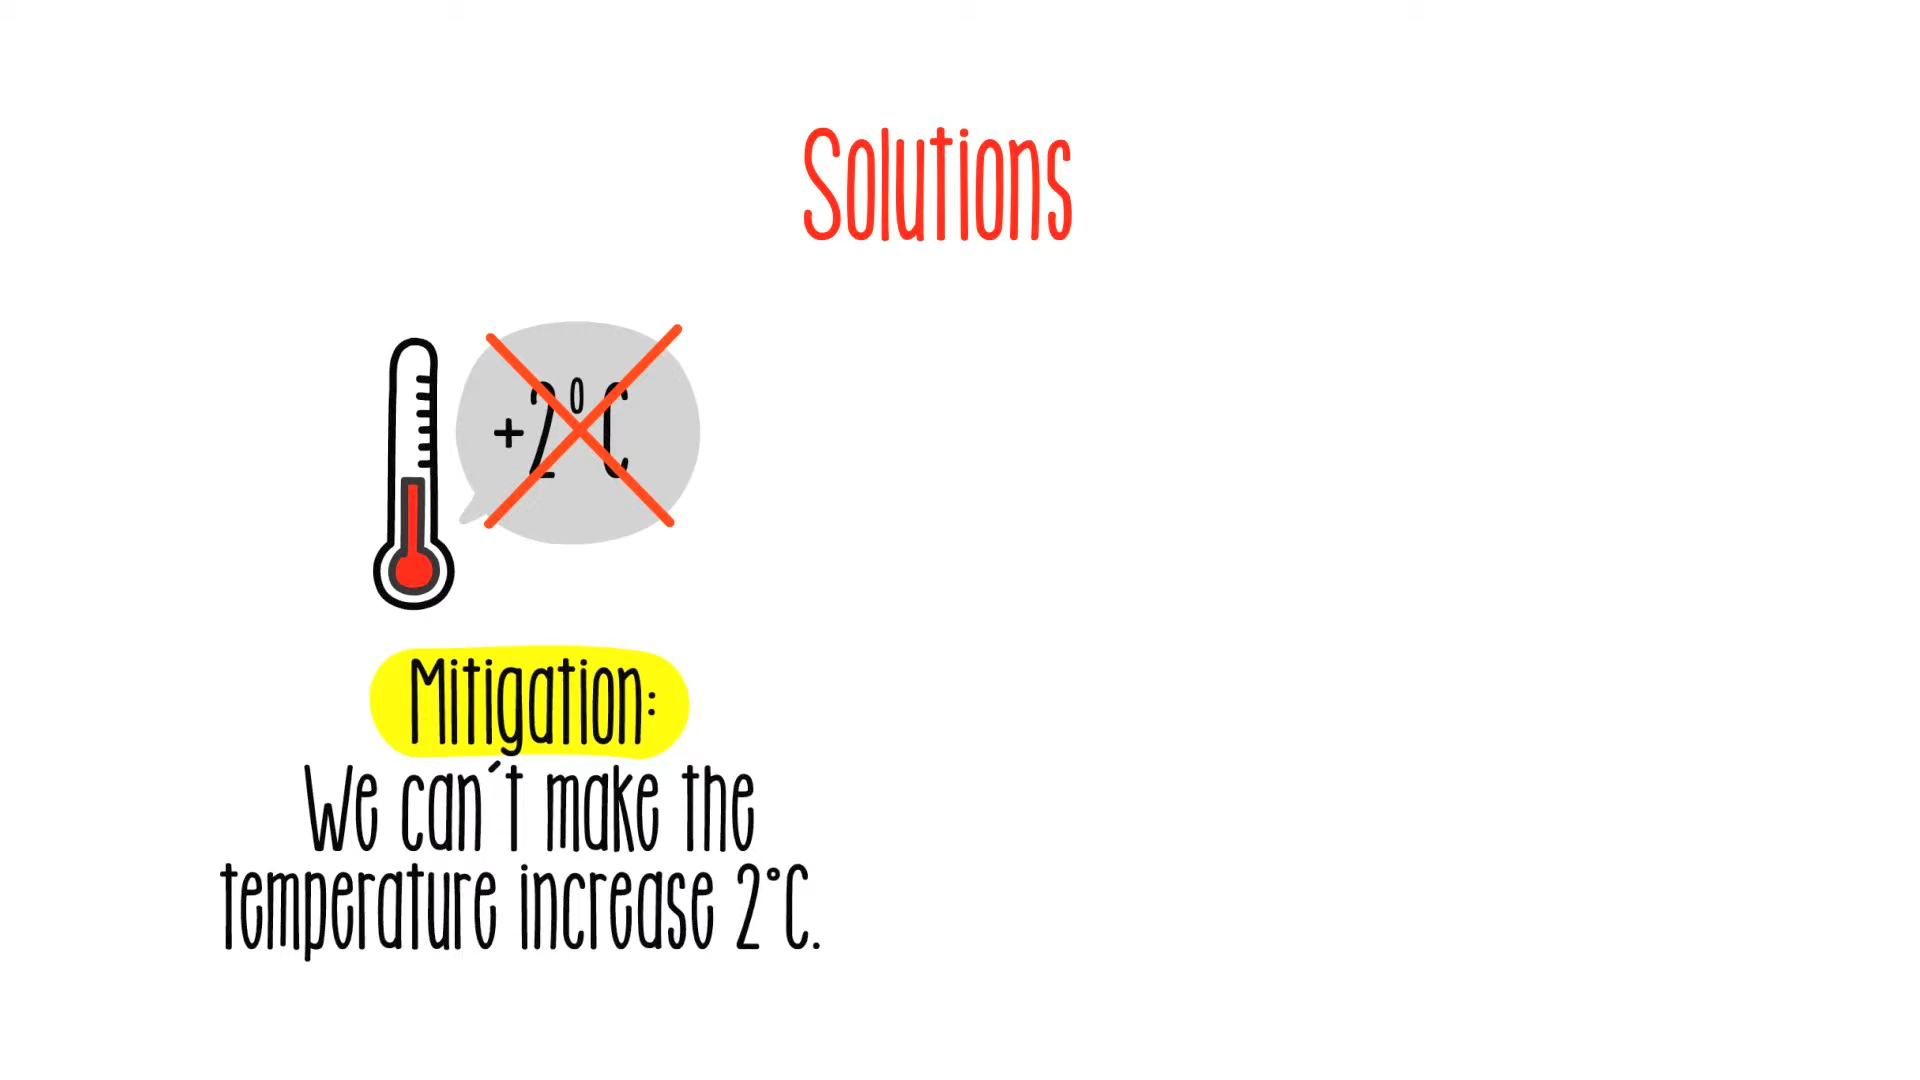 Solutions
+2°C
Mitigation:
We can´t make the
temperature increase 2°C.